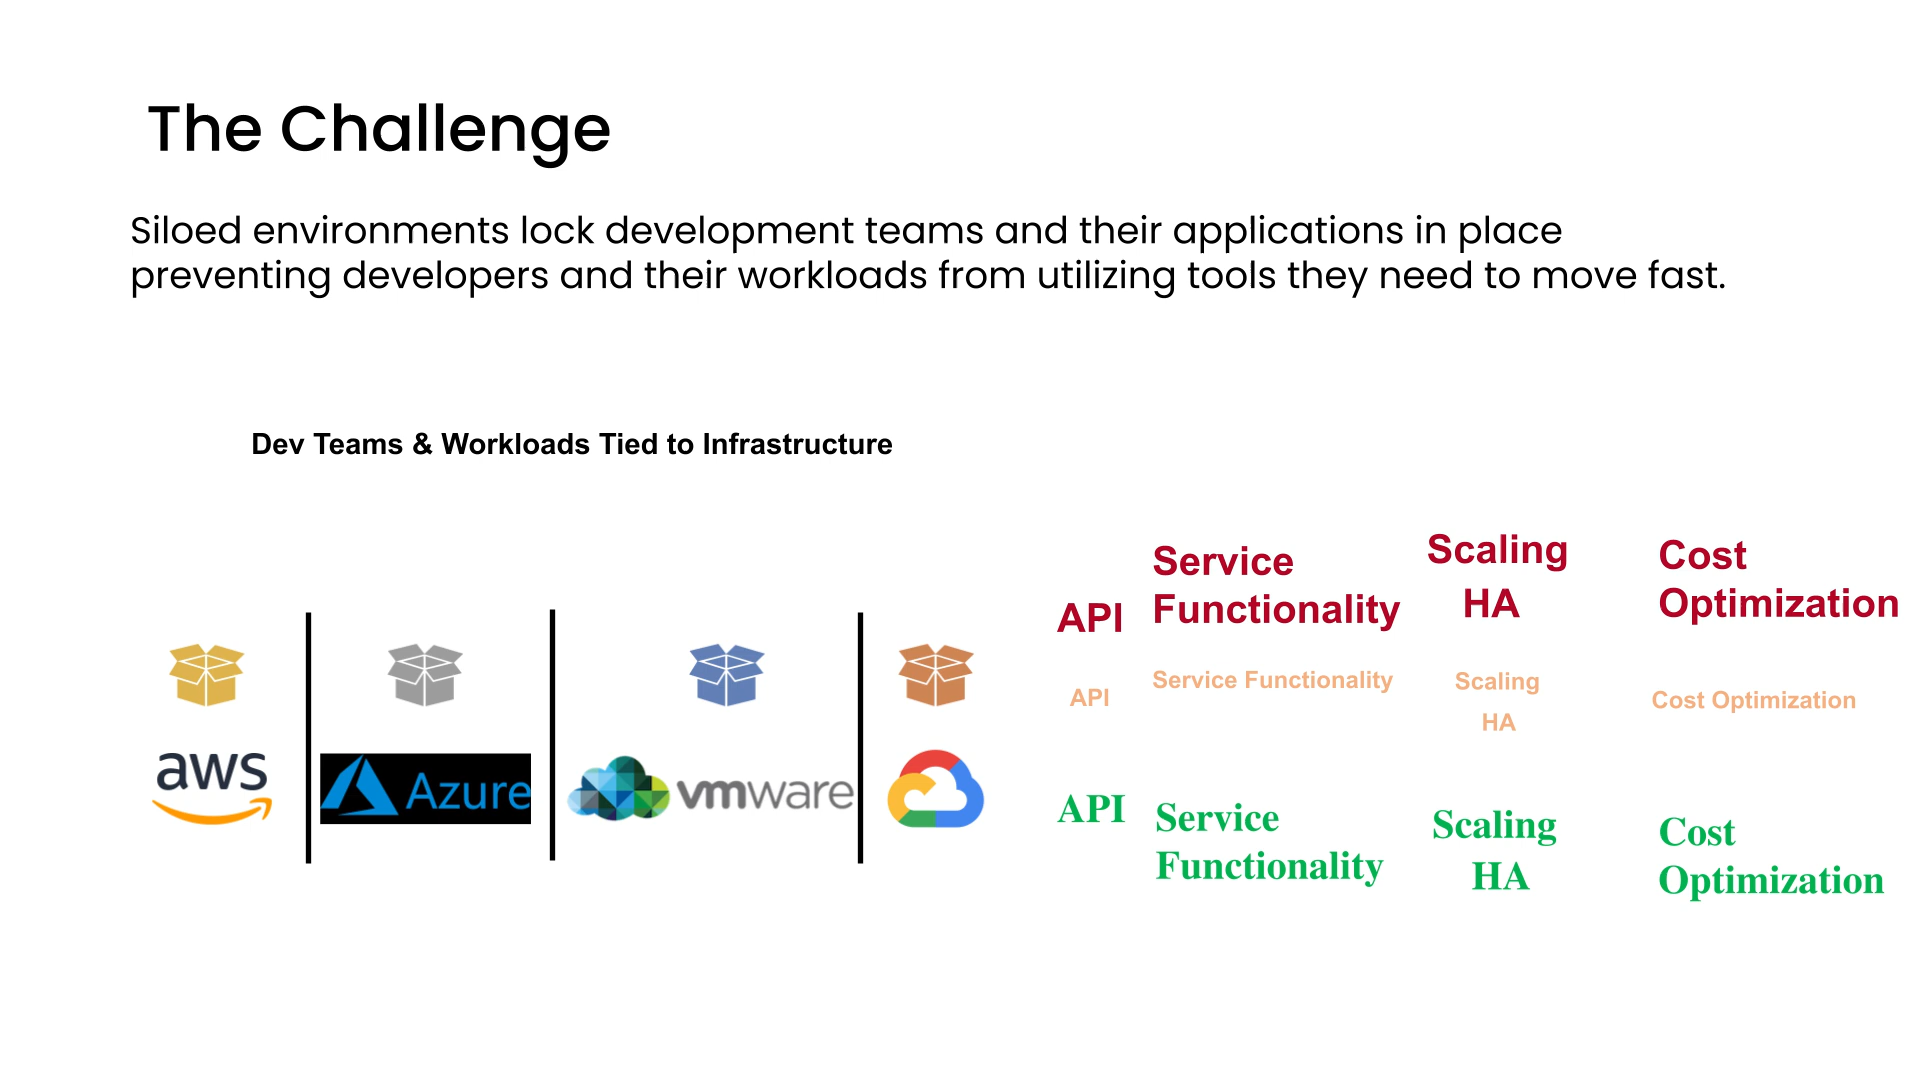 The Challenge
Siloed environments lock development teams and their applications in place
preventing developers and their workloads from utilizing tools they need to move fast.
Dev Teams & Workloads Tied to Infrastructure
aws
Azure
vmware
API
Service
Functionality
Scaling
HA
Cost
Optimization
API
Service Functionality
Scaling
HA
Cost Optimization
API
Service
Functionality
Scaling
HA
Cost
Optimization